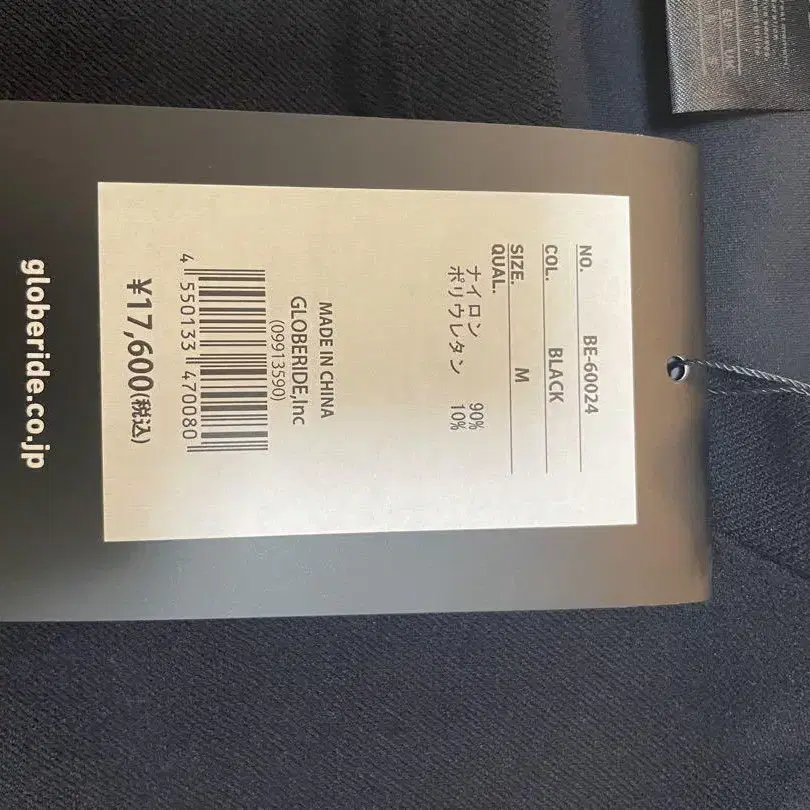 NO. BE-60024
COL. BLACK
SIZE. M
QUAL.
ナイロン 90%
ポリウレタン 10%
MADE IN CHINA
GLOBERIDE,Inc
(09913590)
4 550133 470080
¥17,600(税込)
globeride.co.jp